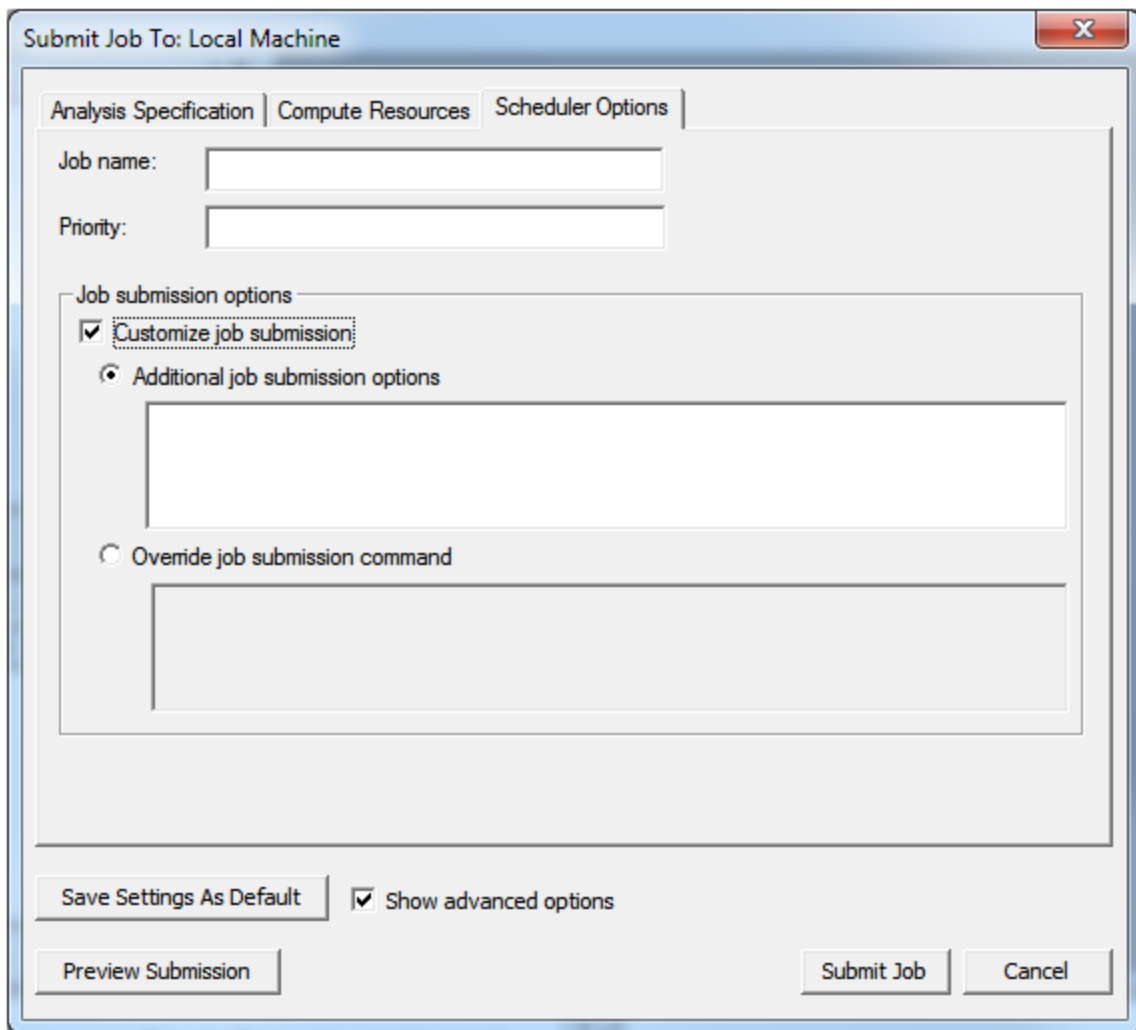 Submit Job To: Local Machine
Analysis Specification Compute Resources Scheduler Options
Job name:
Priority:
Job submission options
Customize job submission
Additional job submission options
Override job submission command
Save Settings As Default Show advanced options
Preview Submission Submit Job Cancel